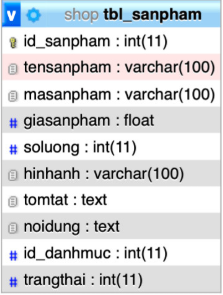 v shop tbl_sanpham
id_sanpham : int(11)
tensanpham : varchar(100)
masanpham : varchar(100)
# giasanpham : float
# soluong : int(11)
hinhanh : varchar(100)
tomtat : text
noidung : text
# id_danhmuc : int(11)
# trangthai : int(11)